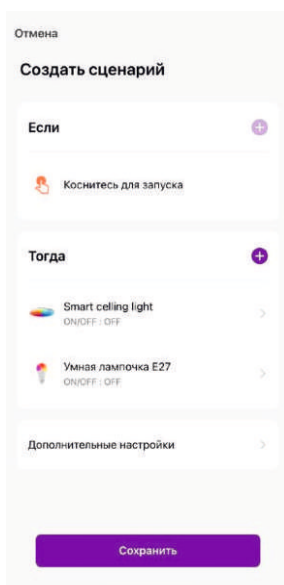 Отмена
Создать сценарий
Если
Коснитесь для запуска
Тогда
Smart celling light
ON/OFF : OFF
Умная лампочка E27
ON/OFF : OFF
Дополнительные настройки
Сохранить